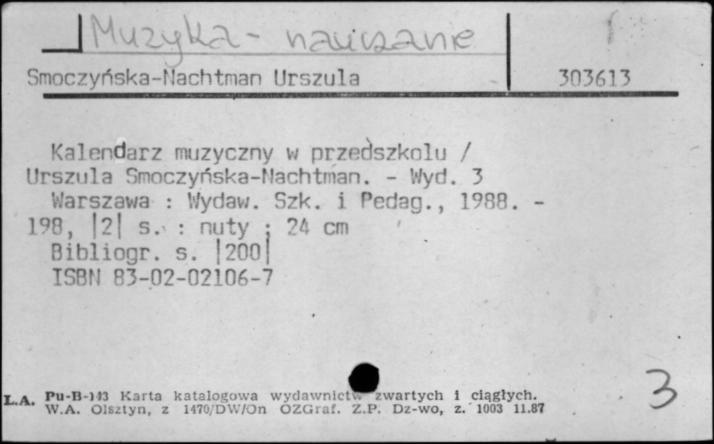 Muzyka - nauczanie
Smoczyńska-Nachtman Urszula 303613
Kalendarz muzyczny w przedszkolu /
Urszula Smoczyńska-Nachtman. - Wyd. 3
Warszawa : Wydaw. Szk. i Pedag., 1988. -
198, |2| s. : nuty ; 24 cm
Bibliogr. s. |200|
ISBN 83-02-02106-7
3
L.A. Pu-B-143 Karta katalogowa wydawnictw zwartych i ciągłych.
W.A. Olsztyn, z 1470/DW/On OZGraf. Z.P. Dz-wo, z. 1003 11.87